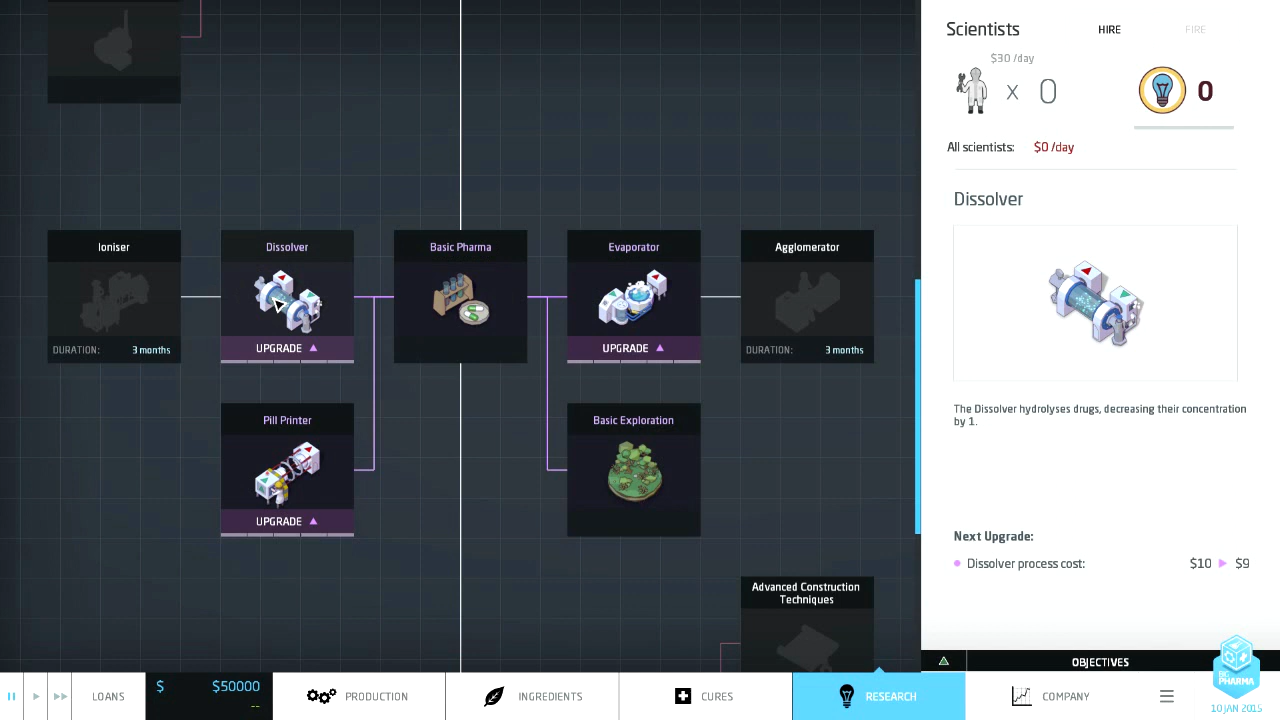 Scientists
HIRE
FIRE
$30 /day
X 0
0
All scientists: $0 /day
Dissolver
Ioniser
Dissolver
Basic Pharma
Evaporator
Agglomerator
DURATION: 3 months
UPGRADE
UPGRADE
DURATION: 3 months
The Dissolver hydrolyses drugs, decreasing their concentration
by 1.
Pill Printer
Basic Exploration
UPGRADE
Next Upgrade:
Dissolver process cost: $10 $9
Advanced Construction
Techniques
OBJECTIVES
LOANS
$ $50000
--
PRODUCTION
INGREDIENTS
CURES
RESEARCH
COMPANY
BIG
PHARMA
10 JAN 2015